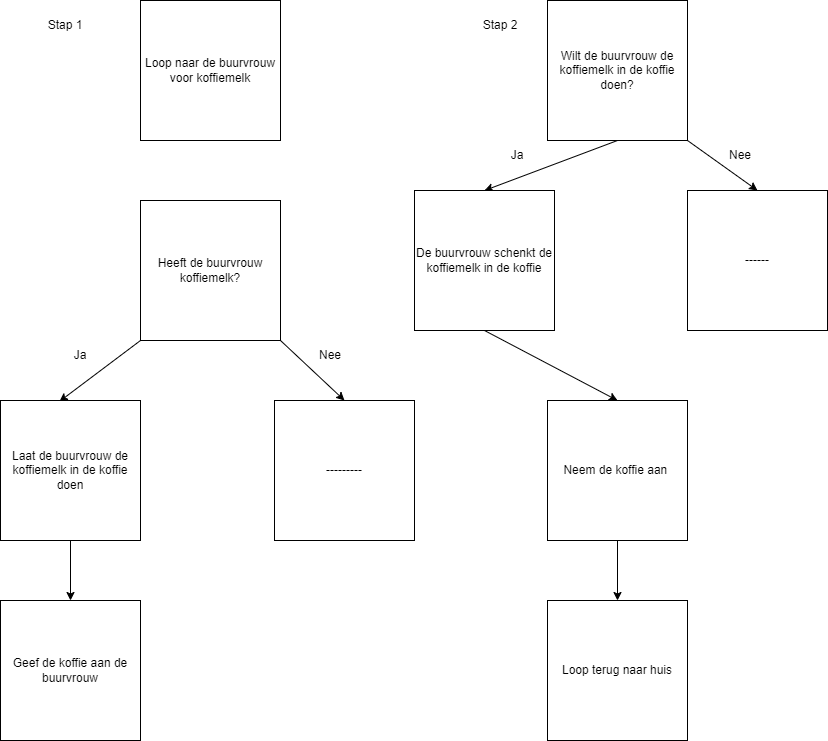 Stap 1
Loop naar de buurvrouw
voor koffiemelk
Heeft de buurvrouw
koffiemelk?
Ja
Nee
Laat de buurvrouw de
koffiemelk in de koffie
doen
---------
Geef de koffie aan de
buurvrouw
Stap 2
Wilt de buurvrouw de
koffiemelk in de koffie
doen?
Ja
Nee
De buurvrouw schenkt de
koffiemelk in de koffie
------
Neem de koffie aan
Loop terug naar huis